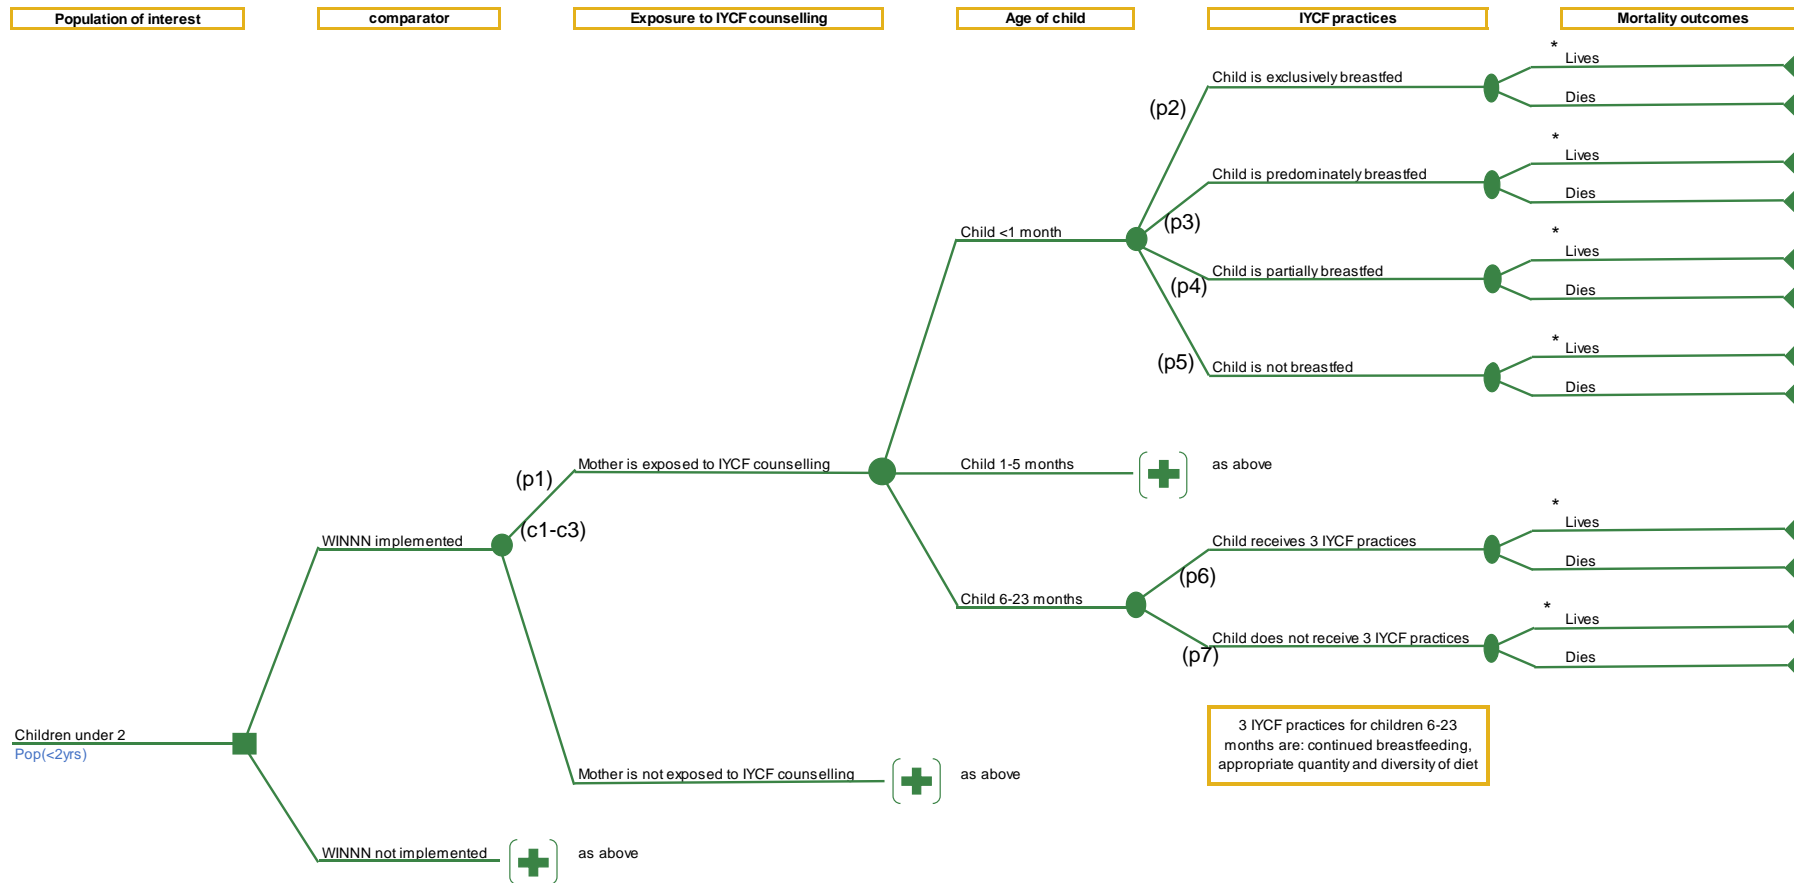 Population of interest
comparator
Exposure to IYCF counselling
Age of child
IYCF practices
Mortality outcomes
*
Lives
Child is exclusively breastfed
Dies
(p2)
*
Lives
Child is predominately breastfed
Dies
(p3)
Child <1 month
*
Lives
Child is partially breastfed
(p4)
Dies
*
Lives
(p5)
Child is not breastfed
Dies
Mother is exposed to IYCF counselling
Child 1-5 months
as above
(p1)
(c1-c3)
WINNN implemented
*
Lives
Child receives 3 IYCF practices
Dies
(p6)
Child 6-23 months
*
Lives
Child does not receive 3 IYCF practices
(p7)
Dies
3 IYCF practices for children 6-23
months are: continued breastfeeding,
appropriate quantity and diversity of diet
Children under 2
Pop(<2yrs)
Mother is not exposed to IYCF counselling
as above
WINNN not implemented
as above